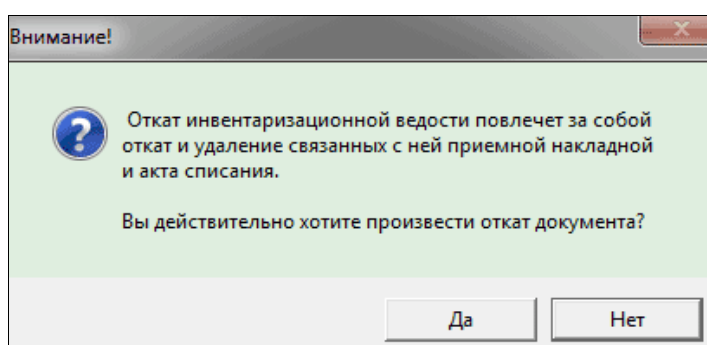 Внимание!
Откат инвентаризационной ведости повлечет за собой
откат и удаление связанных с ней приемной накладной
и акта списания.
Вы действительно хотите произвести откат документа?
Да
Нет